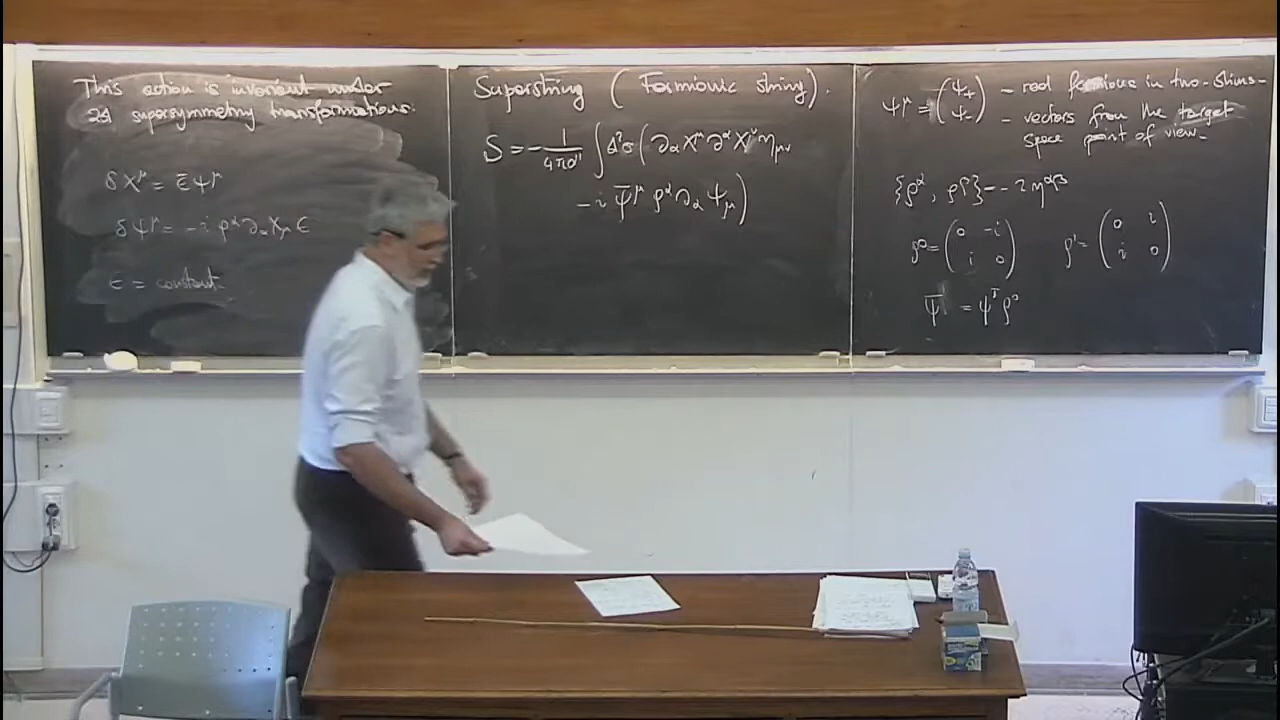 This action is invariant under
2d supersymmetry transformations.
δX^μ = ε̄ ψ^μ
δψ^μ = -i ρ^α ∂_α X_μ ε
ε = constant.
Superstring ( Fermionic string ).
S = -1/4πα' ∫ d²σ ( ∂_α X^μ ∂^α X^ν η_μν
-i ψ̄^μ ρ^α ∂_α ψ_μ )
ψ^μ = ( ψ_+ ψ_- ) - real fermions in two-dims-
- vectors from the target
space point of view-
{ρ^α, ρ^β} = -2 η^αβ
ρ^0 = ( 0 -i i 0 ) ρ^1 = ( 0 i i 0 )
ψ̄ = ψ^T ρ^0